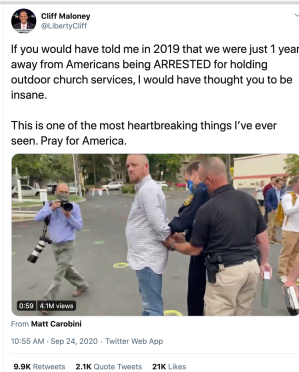 Cliff Maloney
@LibertyCliff
If you would have told me in 2019 that we were just 1 year
away from Americans being ARRESTED for holding
outdoor church services, I would have thought you to be
insane.
This is one of the most heartbreaking things I've ever
seen. Pray for America.
0:59 4.1M views
From Matt Carobini
10:55 AM · Sep 24, 2020 · Twitter Web App
9.9K Retweets 2.1K Quote Tweets 21K Likes